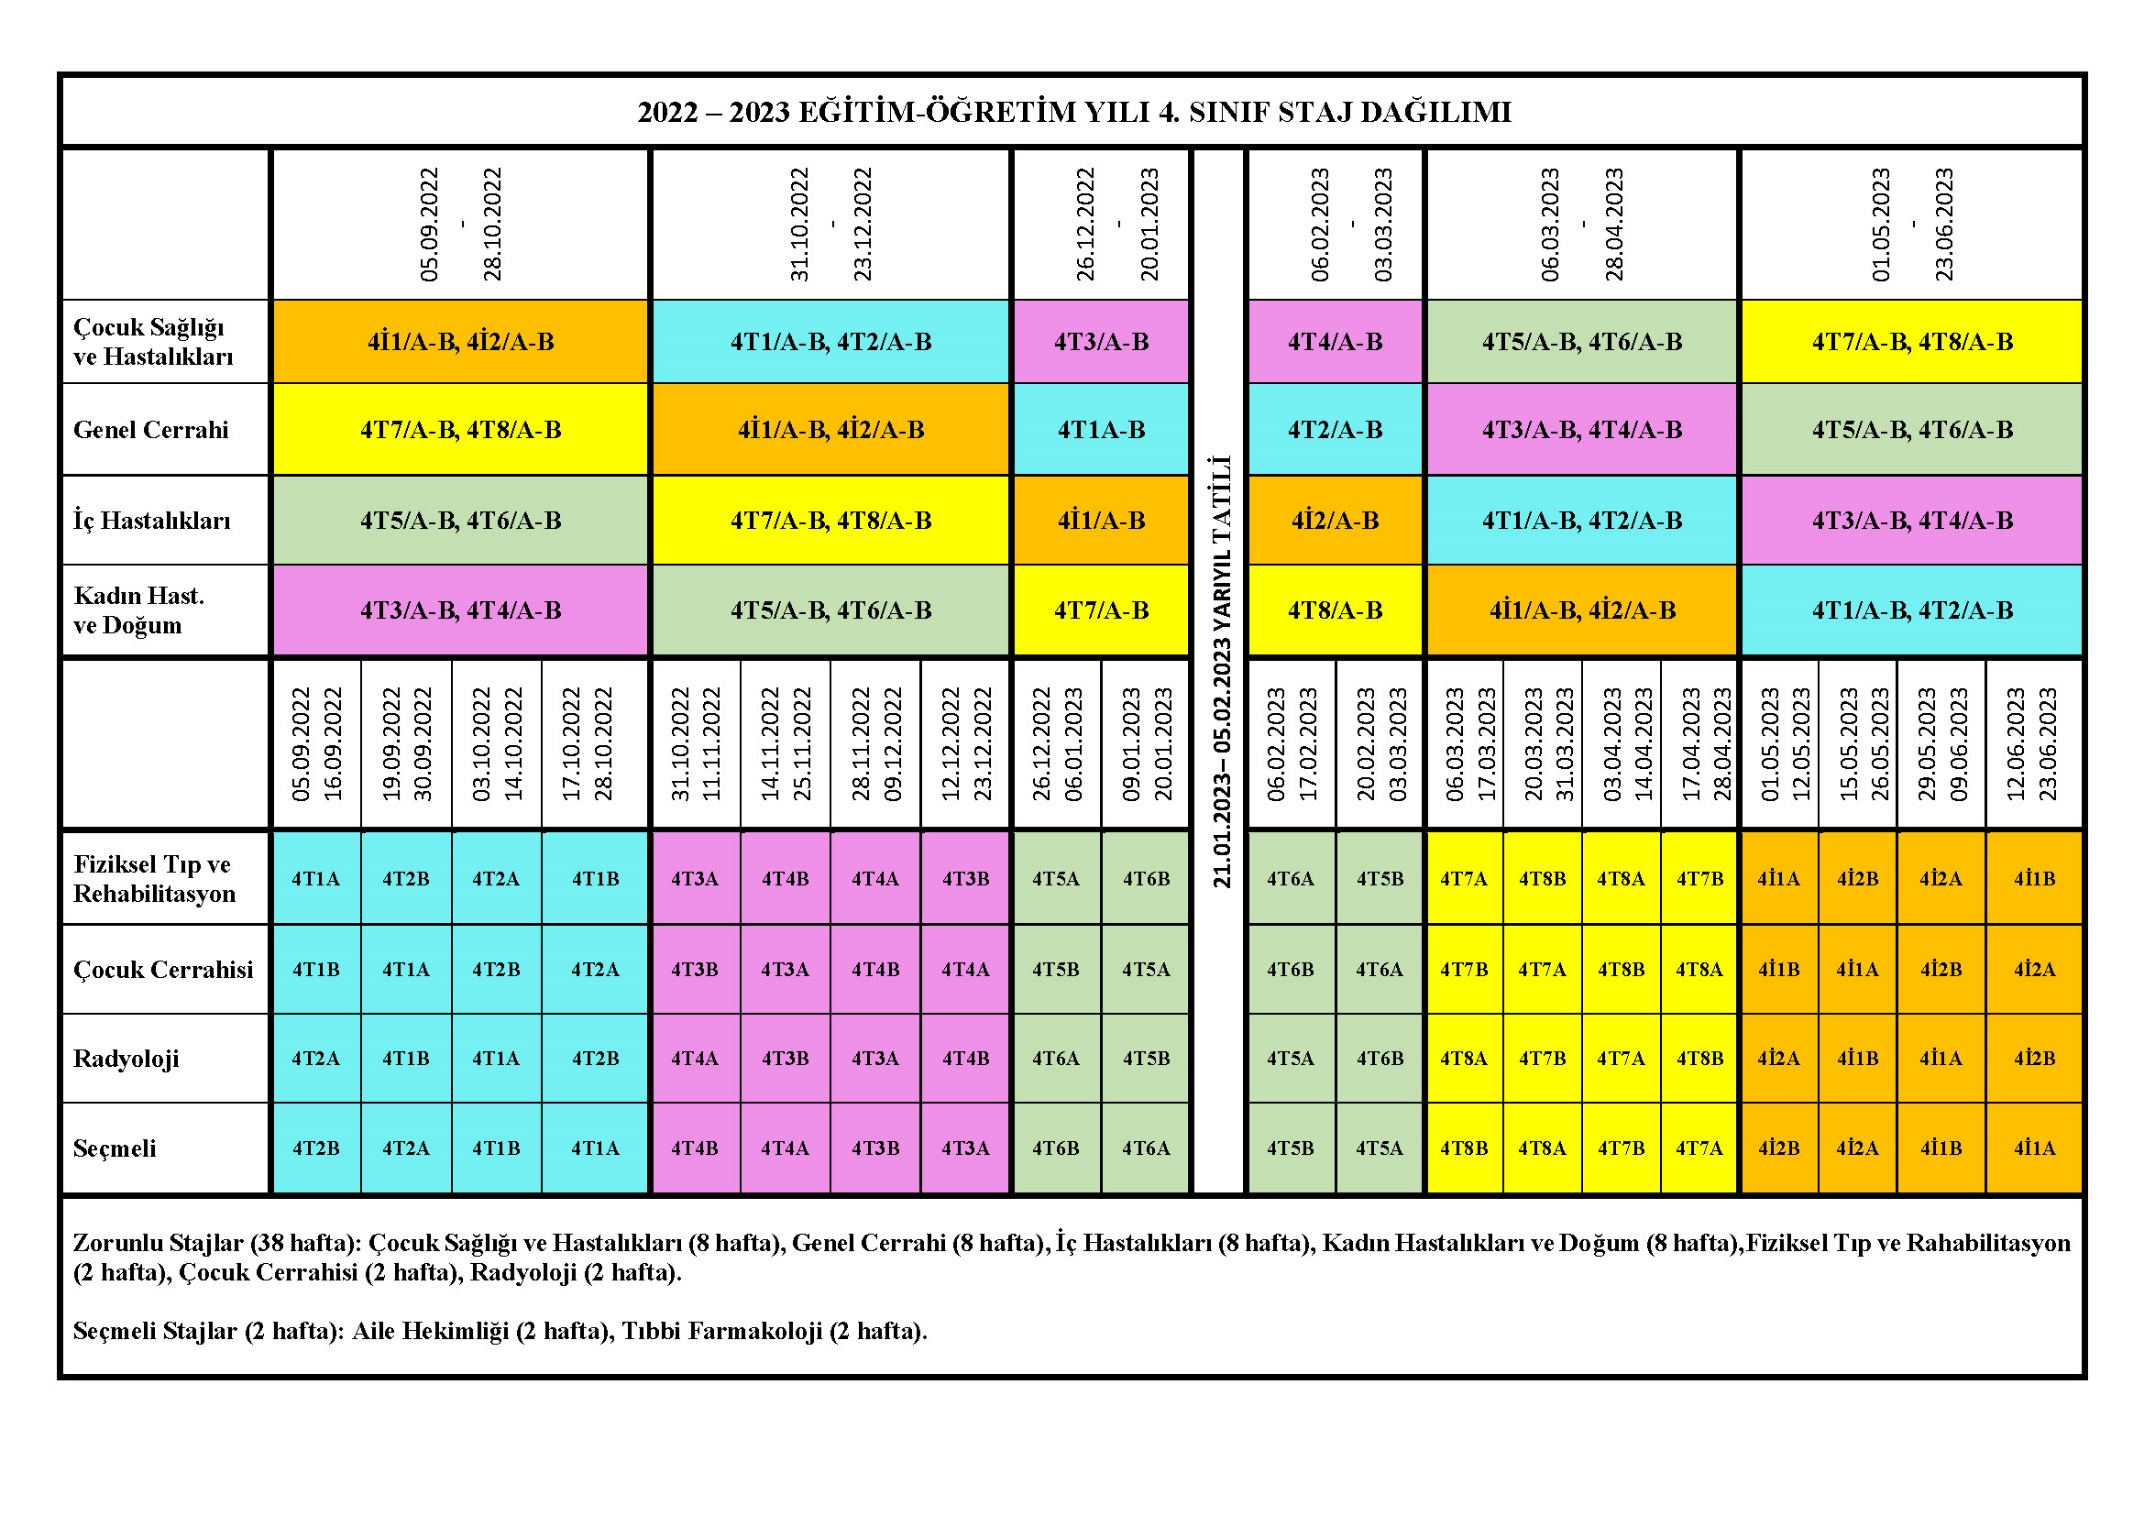 2022 – 2023 EĞİTİM-ÖĞRETİM YILI 4. SINIF STAJ DAĞILIMI
05.09.2022 - 28.10.2022
31.10.2022 - 23.12.2022
26.12.2022 - 20.01.2023
21.01.2023– 05.02.2023 YARIYIL TATİLİ
06.02.2023 - 03.03.2023
06.03.2023 - 28.04.2023
01.05.2023 - 23.06.2023
Çocuk Sağlığı
ve Hastalıkları
4İ1/A-B, 4İ2/A-B 4T1/A-B, 4T2/A-B 4T3/A-B 4T4/A-B 4T5/A-B, 4T6/A-B 4T7/A-B, 4T8/A-B
Genel Cerrahi 4T7/A-B, 4T8/A-B 4İ1/A-B, 4İ2/A-B 4T1A-B 4T2/A-B 4T3/A-B, 4T4/A-B 4T5/A-B, 4T6/A-B
İç Hastalıkları 4T5/A-B, 4T6/A-B 4T7/A-B, 4T8/A-B 4İ1/A-B 4İ2/A-B 4T1/A-B, 4T2/A-B 4T3/A-B, 4T4/A-B
Kadın Hast.
ve Doğum
4T3/A-B, 4T4/A-B 4T5/A-B, 4T6/A-B 4T7/A-B 4T8/A-B 4İ1/A-B, 4İ2/A-B 4T1/A-B, 4T2/A-B
05.09.2022
16.09.2022
19.09.2022
30.09.2022
03.10.2022
14.10.2022
17.10.2022
28.10.2022
31.10.2022
11.11.2022
14.11.2022
25.11.2022
28.11.2022
09.12.2022
12.12.2022
23.12.2022
26.12.2022
06.01.2023
09.01.2023
20.01.2023
06.02.2023
17.02.2023
20.02.2023
03.03.2023
06.03.2023
17.03.2023
20.03.2023
31.03.2023
03.04.2023
14.04.2023
17.04.2023
28.04.2023
01.05.2023
12.05.2023
15.05.2023
26.05.2023
29.05.2023
09.06.2023
12.06.2023
23.06.2023
Fiziksel Tıp ve
Rehabilitasyon
4T1A 4T2B 4T2A 4T1B 4T3A 4T4B 4T4A 4T3B 4T5A 4T6B 4T6A 4T5B 4T7A 4T8B 4T8A 4T7B 4İ1A 4İ2B 4İ2A 4İ1B
Çocuk Cerrahisi 4T1B 4T1A 4T2B 4T2A 4T3B 4T3A 4T4B 4T4A 4T5B 4T5A 4T6B 4T6A 4T7B 4T7A 4T8B 4T8A 4İ1B 4İ1A 4İ2B 4İ2A
Radyoloji 4T2A 4T1B 4T1A 4T2B 4T4A 4T3B 4T3A 4T4B 4T6A 4T5B 4T5A 4T6B 4T8A 4T7B 4T7A 4T8B 4İ2A 4İ1B 4İ1A 4İ2B
Seçmeli 4T2B 4T2A 4T1B 4T1A 4T4B 4T4A 4T3B 4T3A 4T6B 4T6A 4T5B 4T5A 4T8B 4T8A 4T7B 4T7A 4İ2B 4İ2A 4İ1B 4İ1A
Zorunlu Stajlar (38 hafta): Çocuk Sağlığı ve Hastalıkları (8 hafta), Genel Cerrahi (8 hafta), İç Hastalıkları (8 hafta), Kadın Hastalıkları ve Doğum (8 hafta),Fiziksel Tıp ve Rahabilitasyon
(2 hafta), Çocuk Cerrahisi (2 hafta), Radyoloji (2 hafta).
Seçmeli Stajlar (2 hafta): Aile Hekimliği (2 hafta), Tıbbi Farmakoloji (2 hafta).